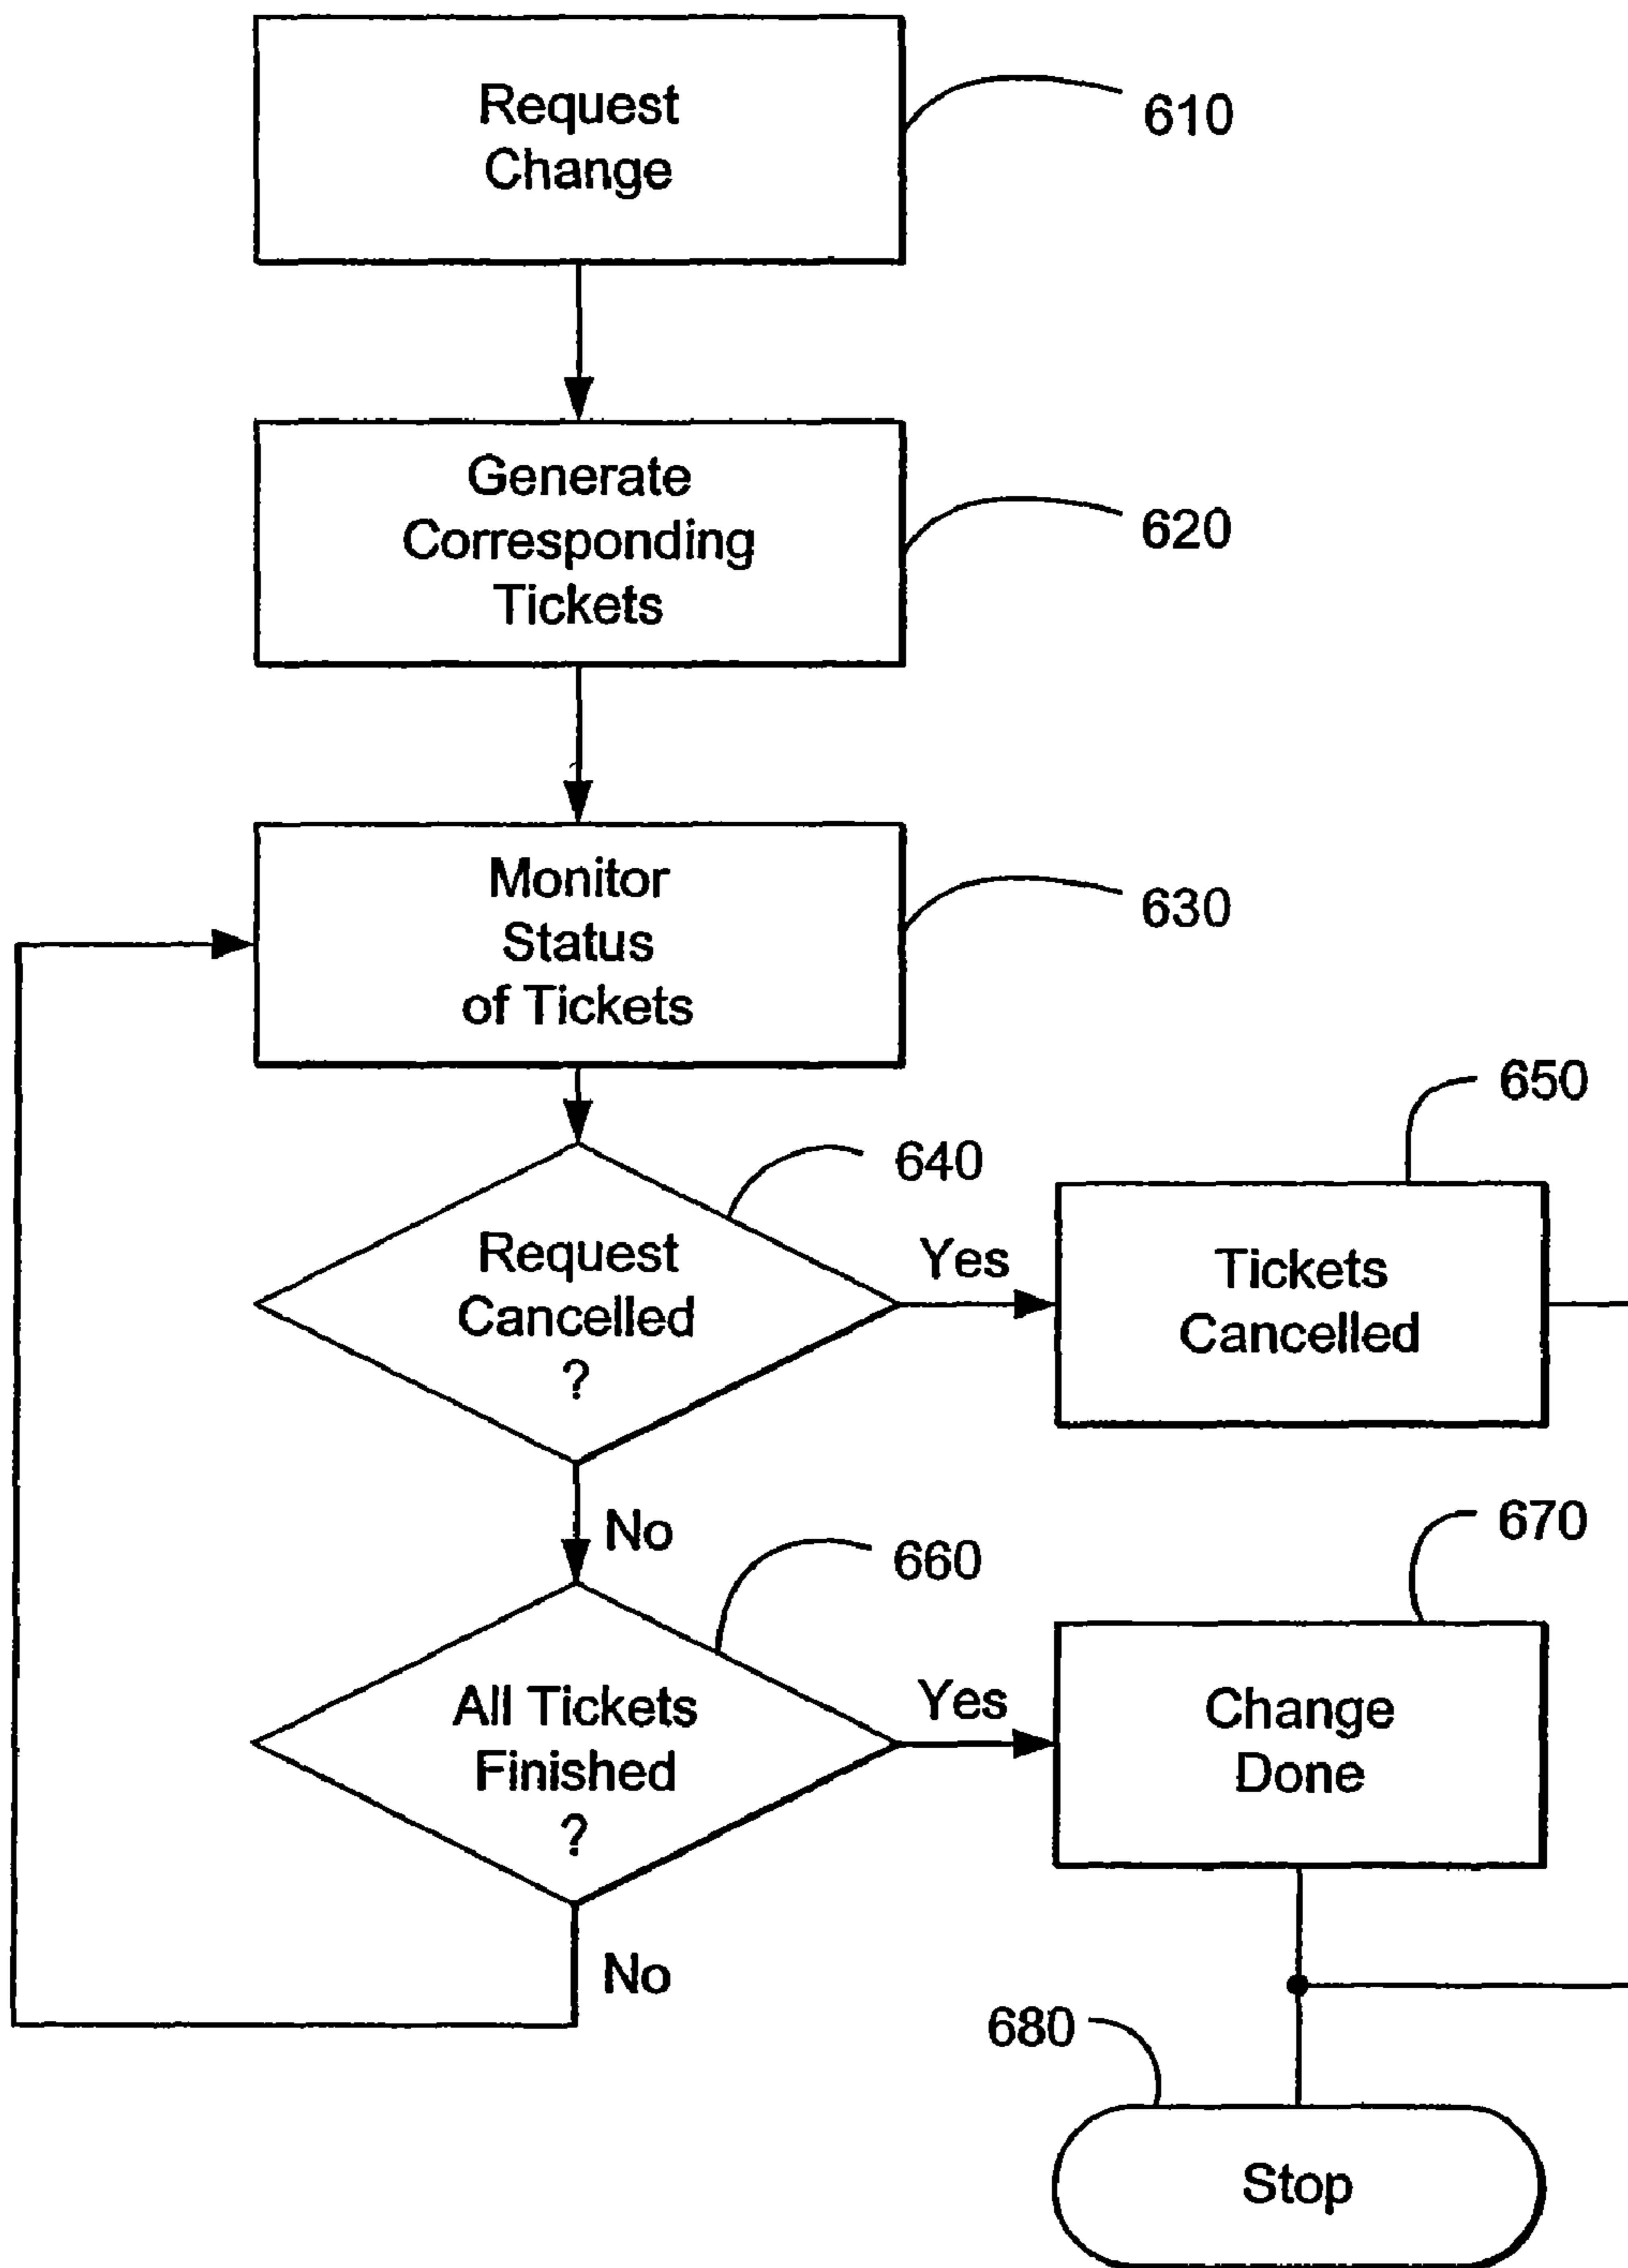 Request
Change
610
Generate
Corresponding
Tickets
620
Monitor
Status
of Tickets
630
640
Request
Cancelled
?
Yes
650
Tickets
Cancelled
No
660
All Tickets
Finished
?
Yes
670
Change
Done
No
680
Stop